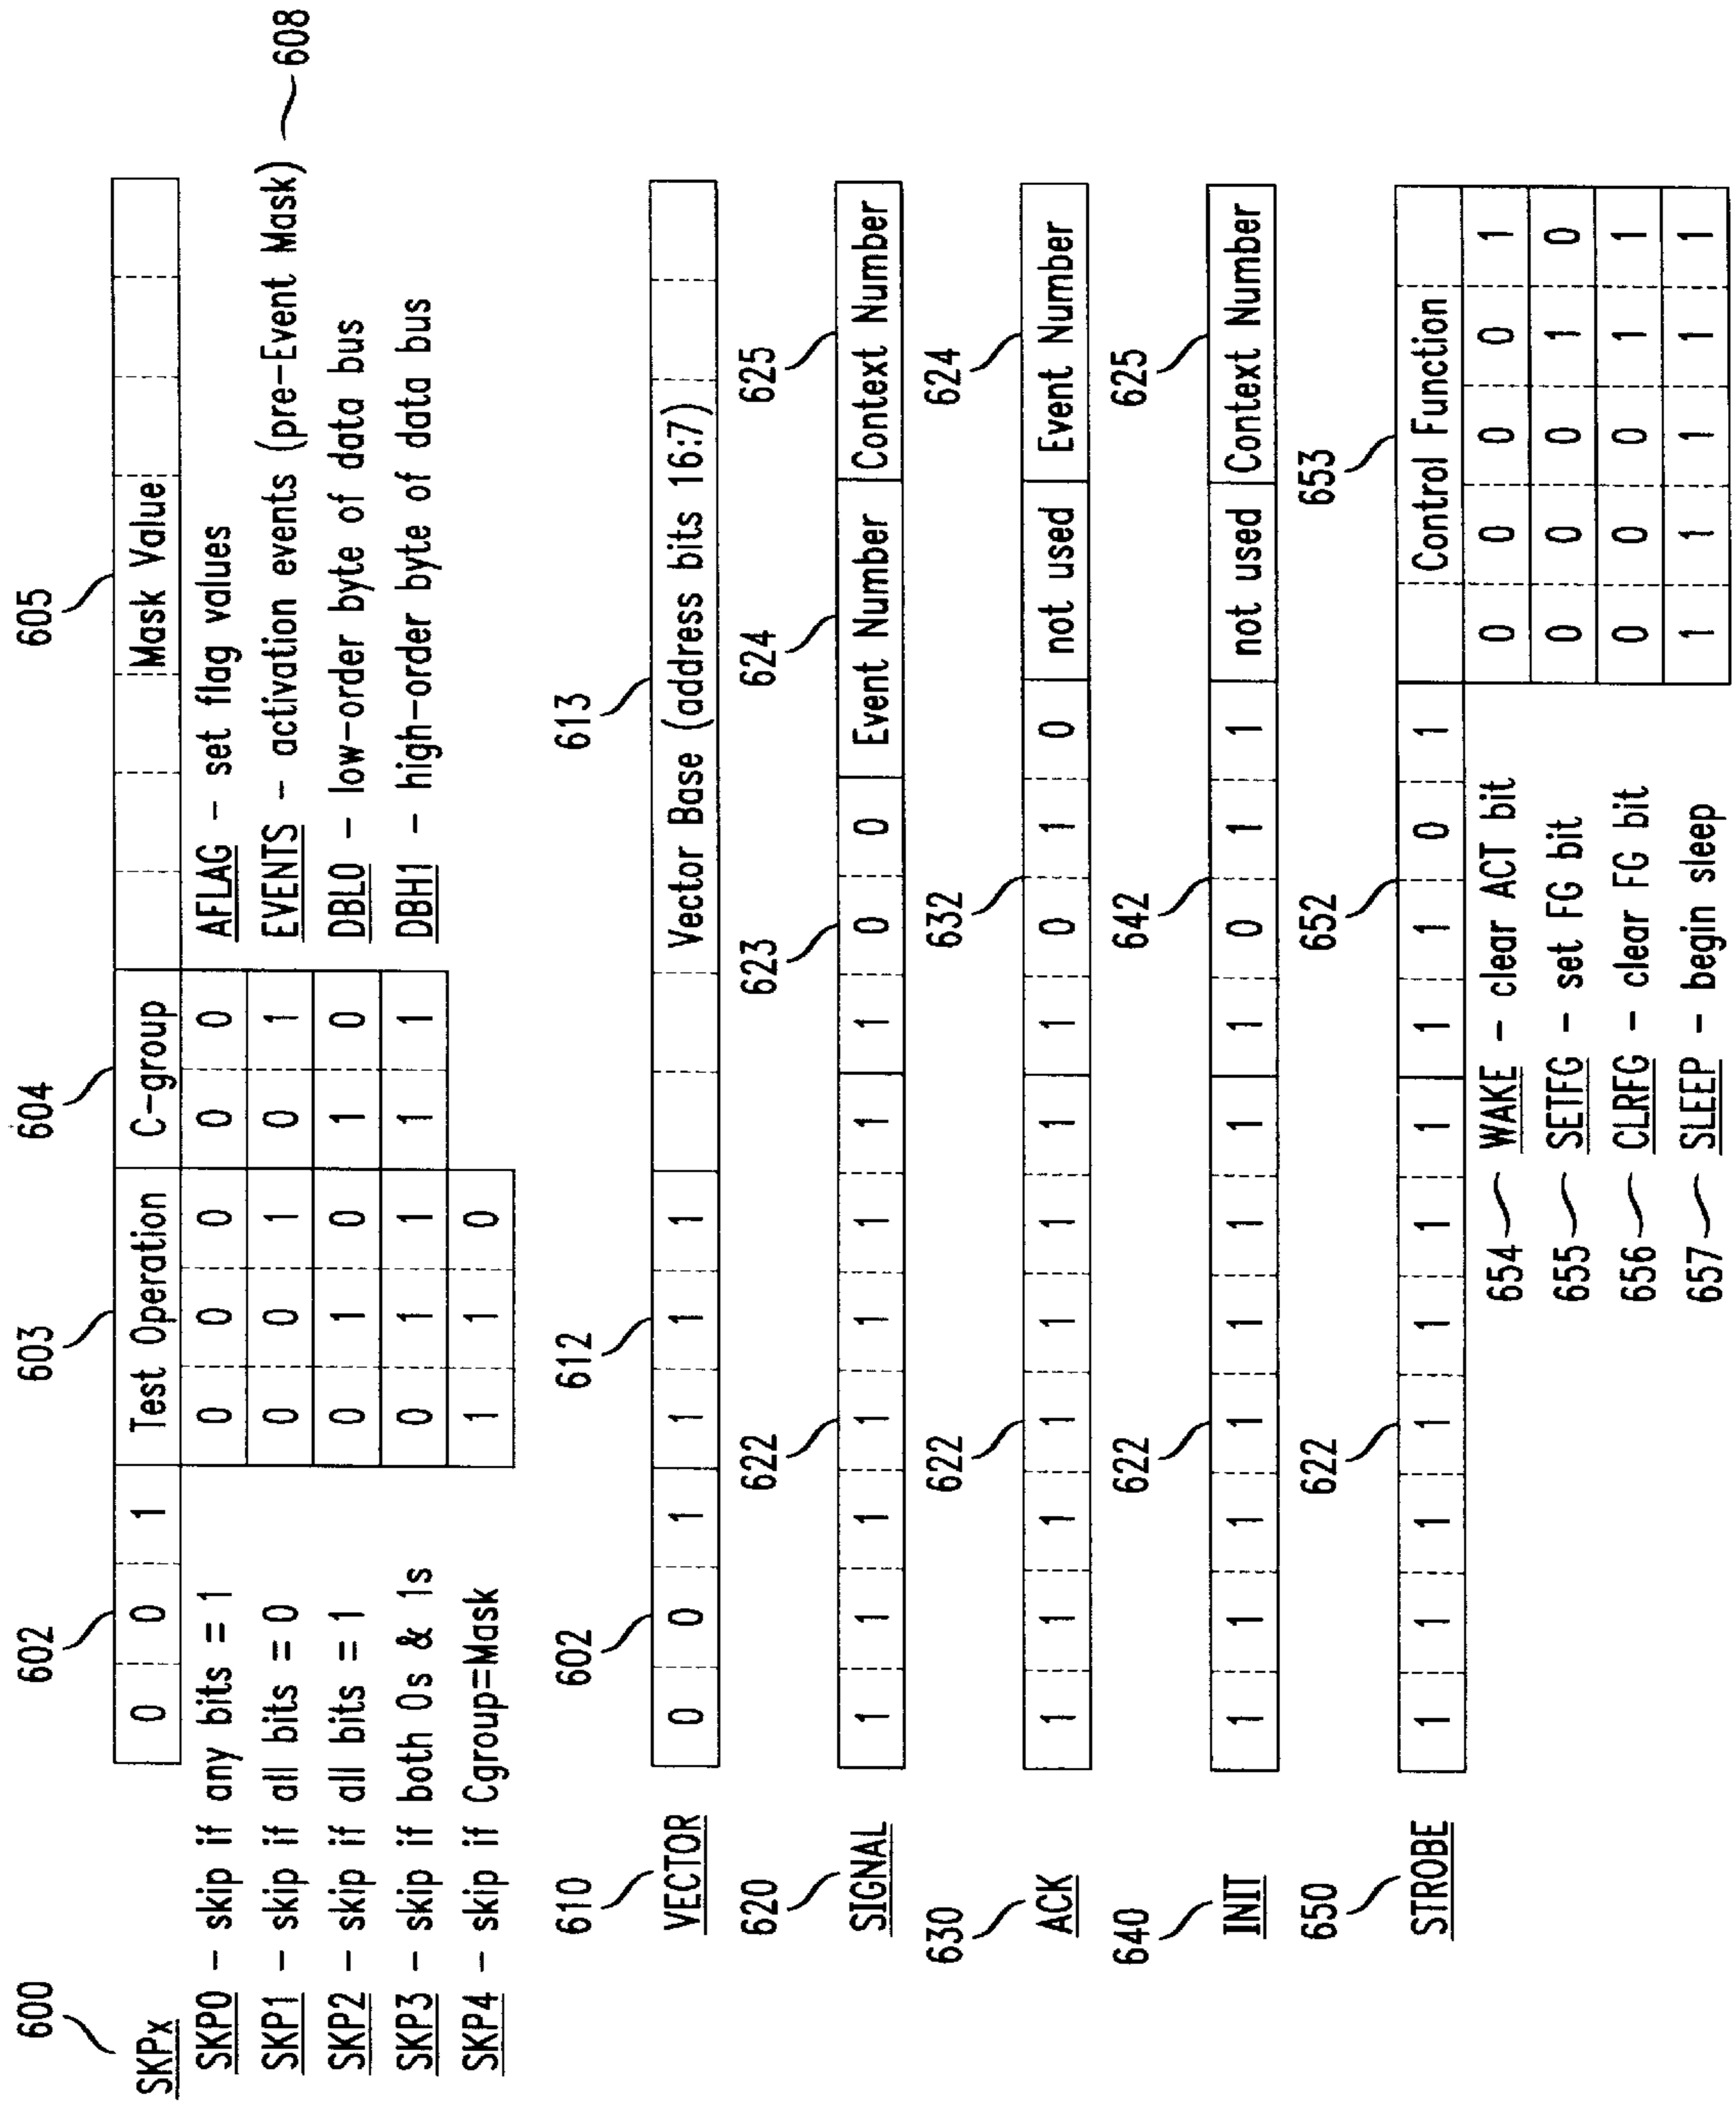 600 602 603 604 605
SKPx 0 0 1 Test Operation C-group Mask Value
SKP0 - skip if any bits = 1 0 0 0 0 0 AFLAG - set flag values
SKP1 - skip if all bits = 0 0 0 1 0 1 EVENTS - activation events (pre-Event Mask) 608
SKP2 - skip if all bits = 1 0 1 0 1 0 DBLO - low-order byte of data bus
SKP3 - skip if both 0s & 1s 0 1 1 1 1 DBH1 - high-order byte of data bus
SKP4 - skip if Cgroup=Mask 1 1 0
610 602 612 613
VECTOR 0 0 1 1 1 1 Vector Base (address bits 16:7)
620 622 623 624 625
SIGNAL 1 1 1 1 1 1 1 1 0 0 Event Number Context Number
630 622 632 624
ACK 1 1 1 1 1 1 1 1 0 1 0 not used Event Number
640 622 642 625
INIT 1 1 1 1 1 1 1 1 0 1 1 not used Context Number
650 622 652 653
STROBE 1 1 1 1 1 1 1 1 1 0 1 Control Function
654 WAKE - clear ACT bit 0 0 0 0 1
655 SETFG - set FG bit 0 0 0 1 0
656 CLRFG - clear FG bit 0 0 0 1 1
657 SLEEP - begin sleep 1 1 1 1 1